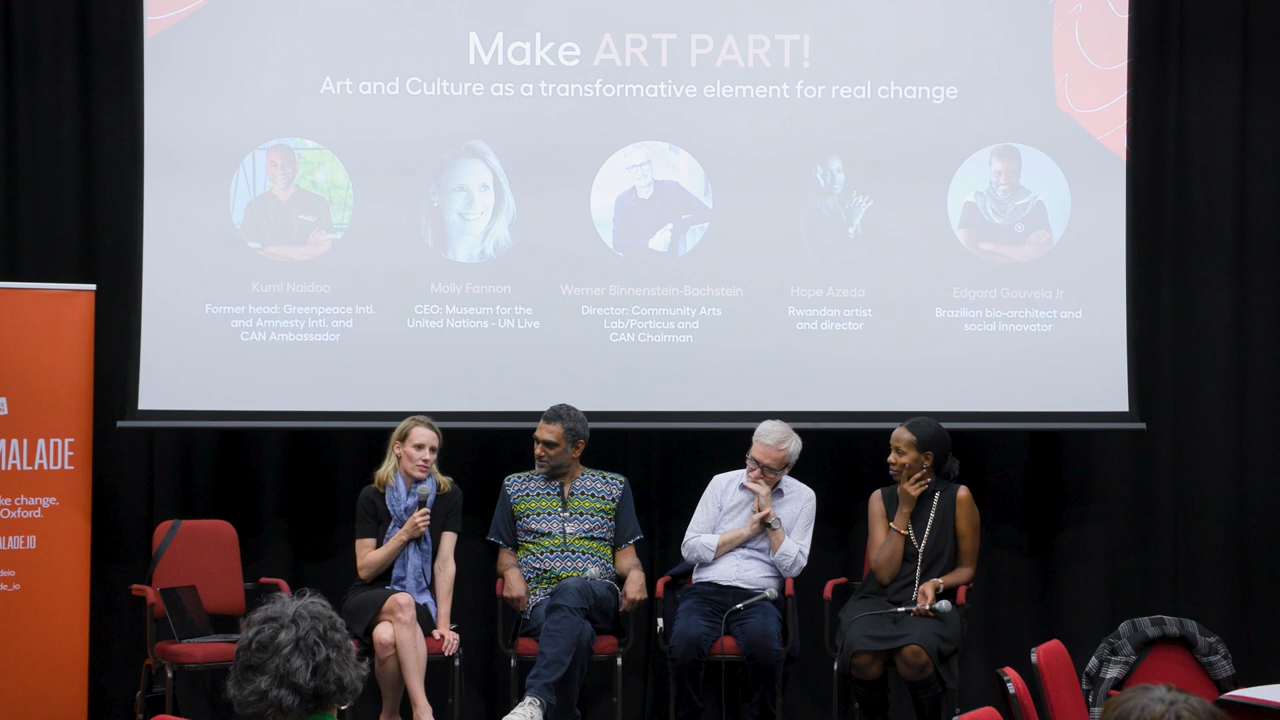 Make ART PART!
Art and Culture as a transformative element for real change
Kumi Naidoo
Former head: Greenpeace Intl.
and Amnesty Intl. and
CAN Ambassador
Molly Fannon
CEO: Museum for the
United Nations - UN Live
Werner Binnenstein-Bachstein
Director: Community Arts
Lab/Porticus and
CAN Chairman
Hope Azeda
Rwandan artist
and director
Edgard Gouveia Jr
Brazilian bio-architect and
social innovator
MALADE
ke change,
Oxford.
ALADE.IO
deio
de_io